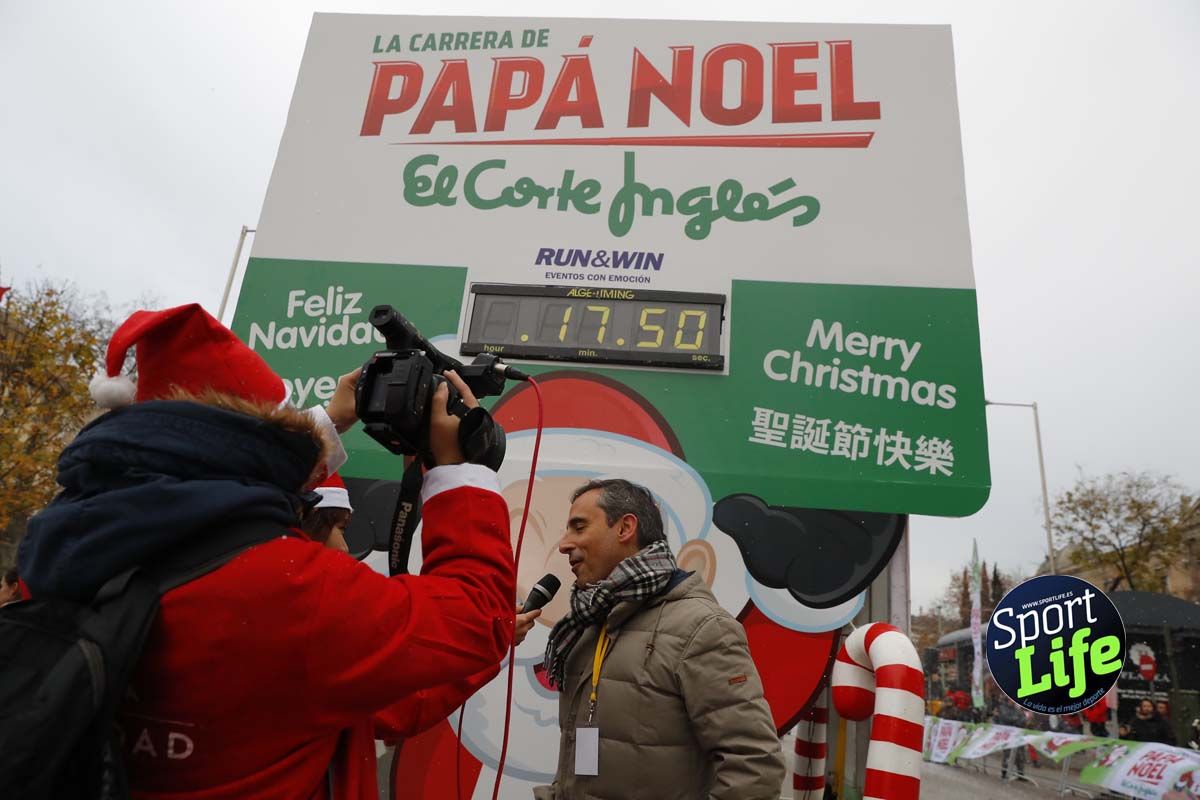 LA CARRERA DE
PAPÁ NOEL
El Corte Inglés
RUN&WIN
EVENTOS CON EMOCIÓN
ALGE-TIMING
.17:50
hour min. sec.
Feliz
Navidad
Merry
Christmas
聖誕節快樂
Panasonic
WWW.SPORTLIFE.ES
Sport
Life
La vida es el mejor deporte
PAPÁ
NOEL